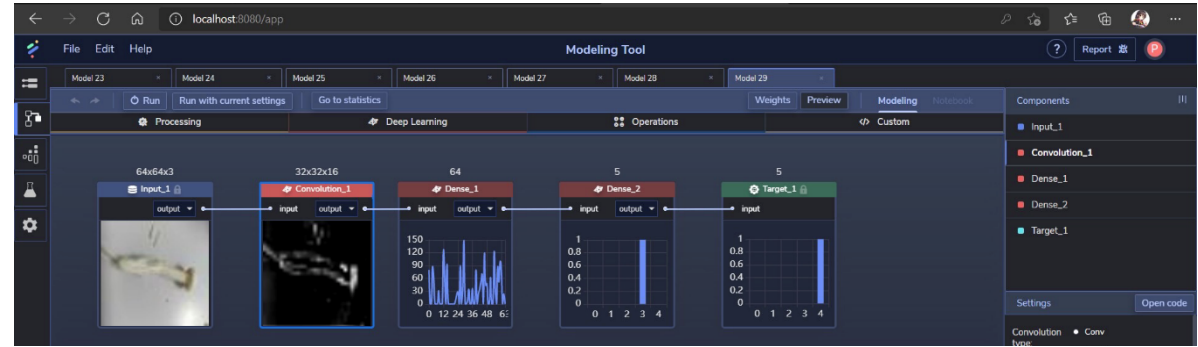 localhost:8080/app
File Edit Help Modeling Tool ? Report P
Model 23 × Model 24 × Model 25 × Model 26 × Model 27 × Model 28 × Model 29 ×
Run Run with current settings Go to statistics Weights Preview Modeling Notebook Components
Processing Deep Learning Operations </> Custom
Input_1
Convolution_1
Dense_1
Dense_2
Target_1
64x64x3 32x32x16 64 5 5
Input_1 Convolution_1 Dense_1 Dense_2 Target_1
output input output input output input output input
150 1 1
120 0.8 0.8
90 0.6 0.6
60 0.4 0.4
30 0.2 0.2
0 0 0
0 12 24 36 48 0 1 2 3 4 0 1 2 3 4
Settings Open code
Convolution Conv
type: